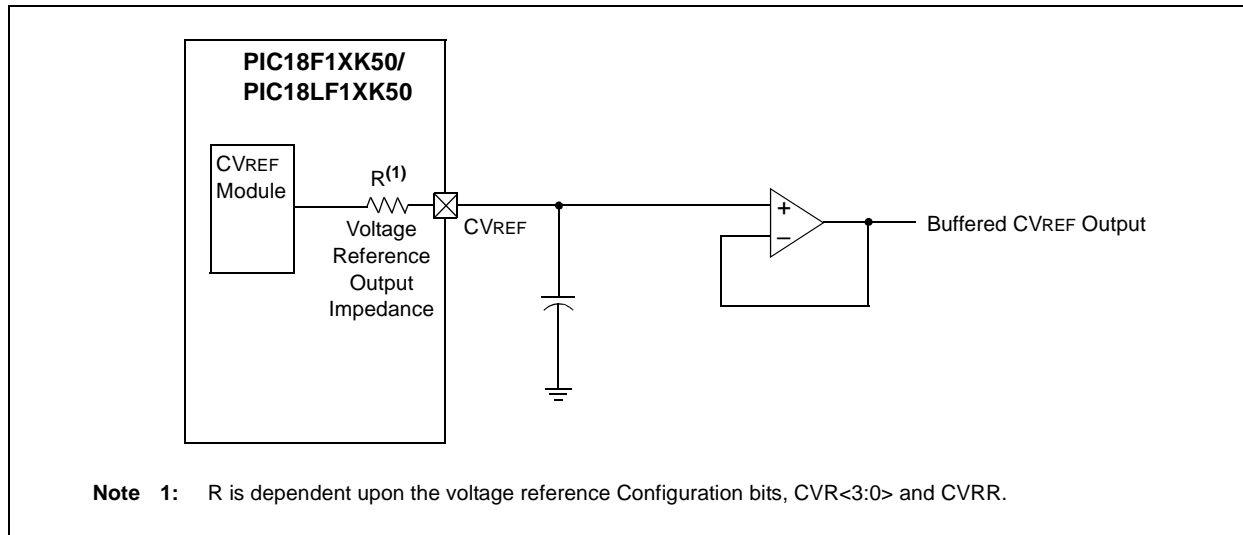 PIC18F1XK50/
PIC18LF1XK50
CVREF
Module
R(1)
Voltage
Reference
Output
Impedance
CVREF
+
–
Buffered CVREF Output
Note 1: R is dependent upon the voltage reference Configuration bits, CVR<3:0> and CVRR.